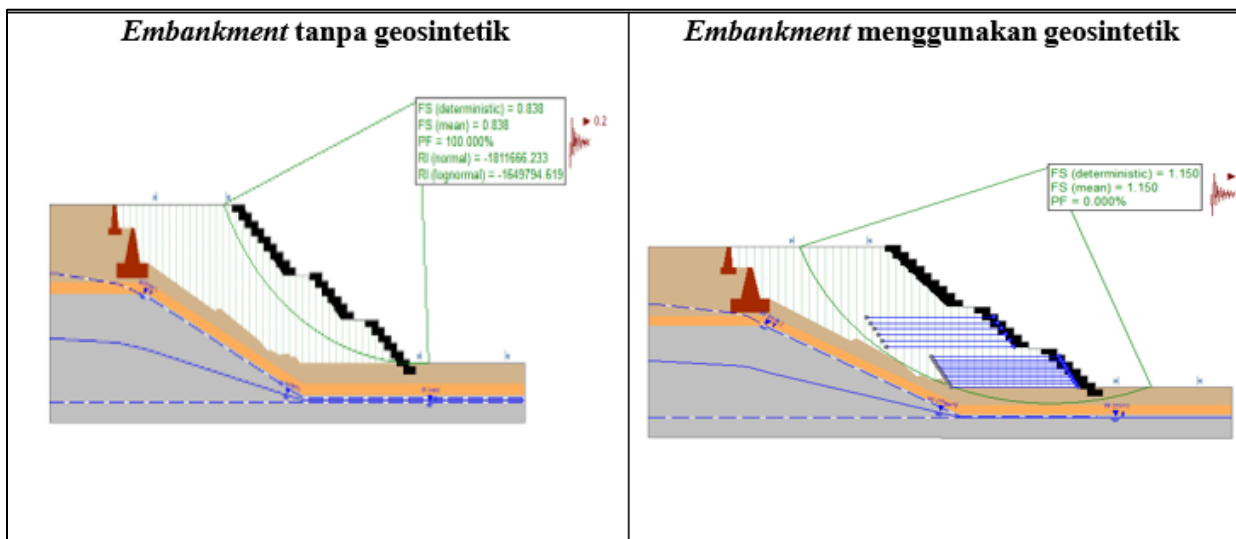 Embankment tanpa geosintetik
FS (deterministic) = 0.838
FS (mean) = 0.838
PF = 100.000%
RI (normal) = -1811666.233
RI (lognormal) = -1649794.619
0.2
Embankment menggunakan geosintetik
FS (deterministic) = 1.150
FS (mean) = 1.150
PF = 0.000%